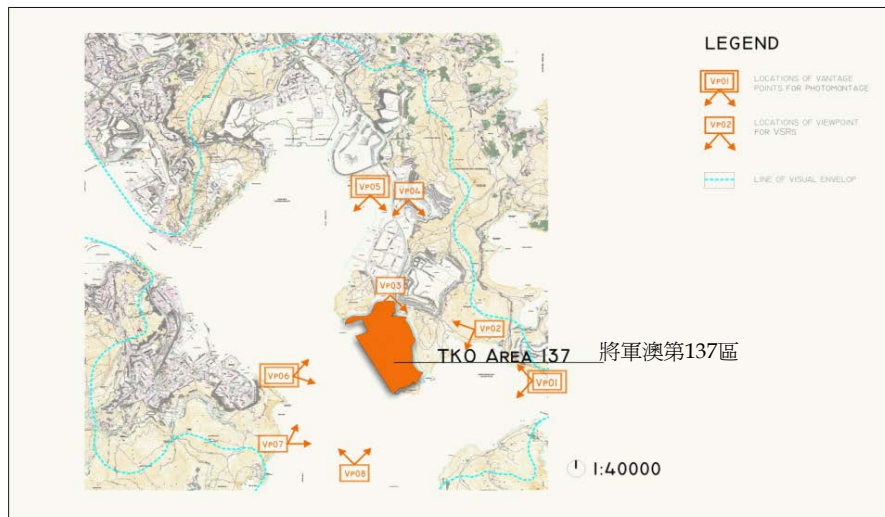 LEGEND
VP01
LOCATIONS OF VANTAGE
POINTS FOR PHOTOMONTAGE
VP02
LOCATIONS OF VIEWPOINT
FOR VSRS
LINE OF VISUAL ENVELOP
VP05
VP04
VP03
VP02
TKO AREA 137
將軍澳第137區
VP01
VP06
VP07
VP08
1:40000